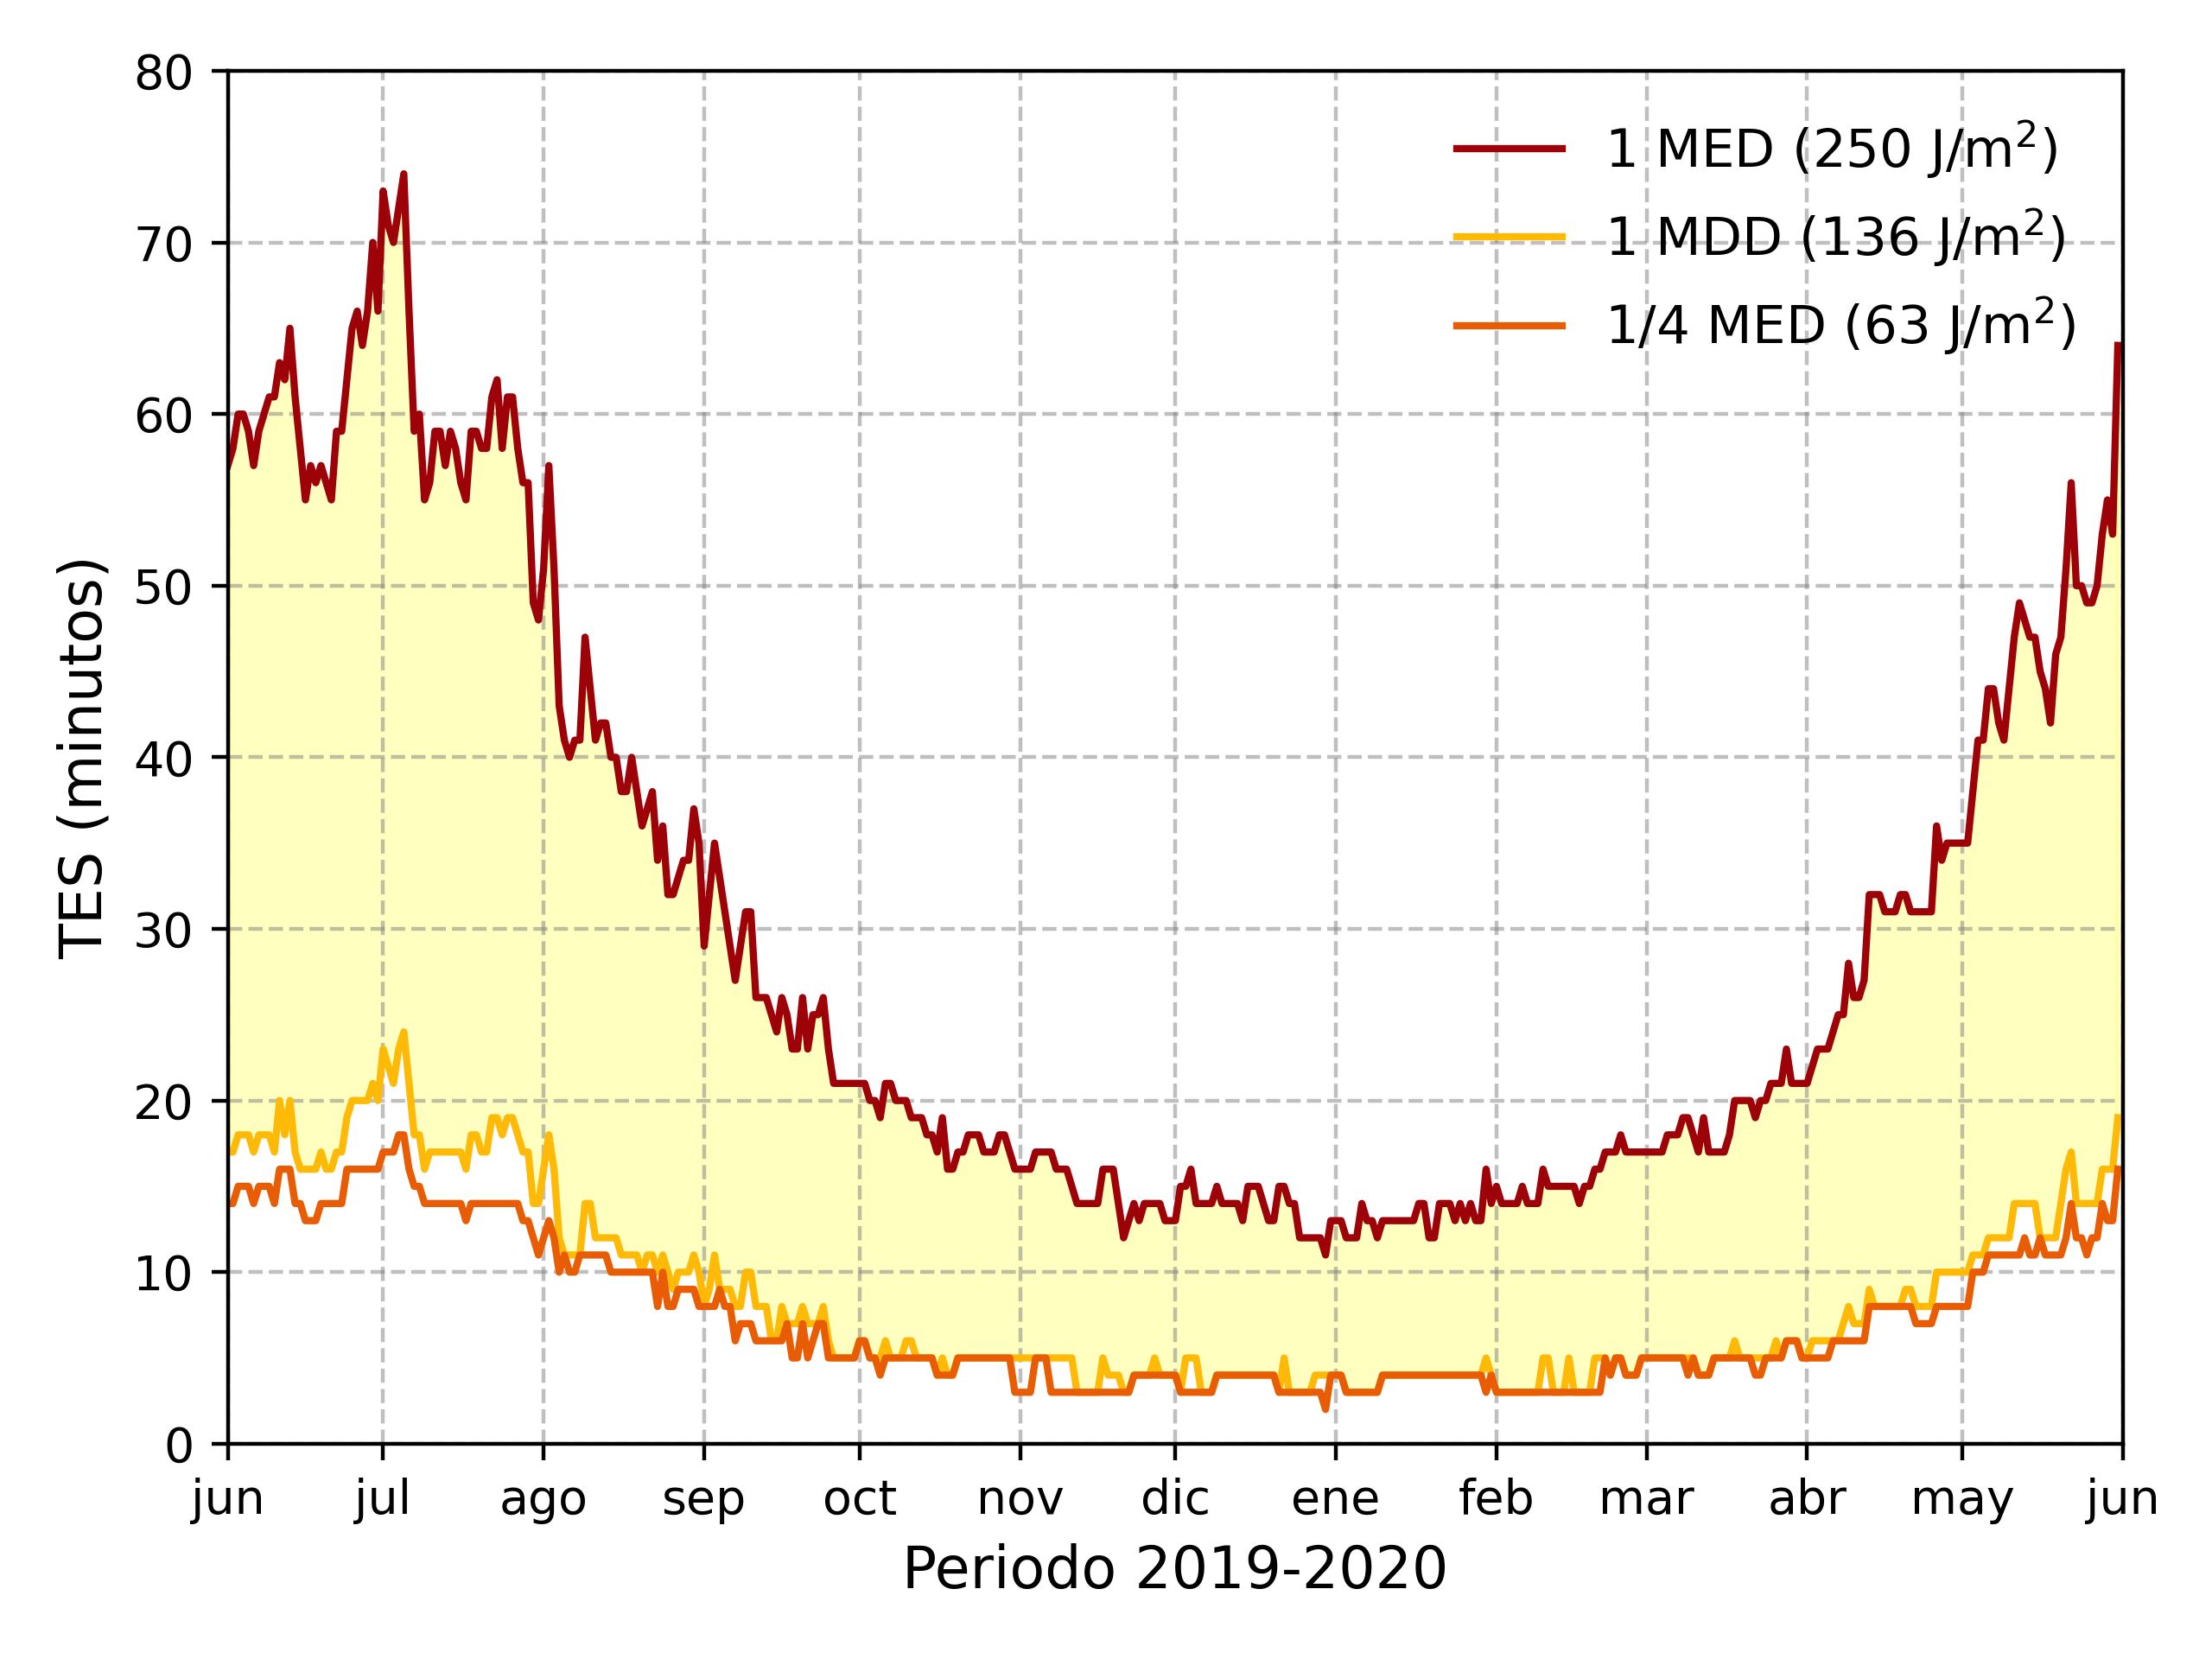 80
70
60
50
40
30
20
10
0
TES (minutos)
1 MED (250 J/m²)
1 MDD (136 J/m²)
1/4 MED (63 J/m²)
jun jul ago sep oct nov dic ene feb mar abr may jun
Periodo 2019-2020